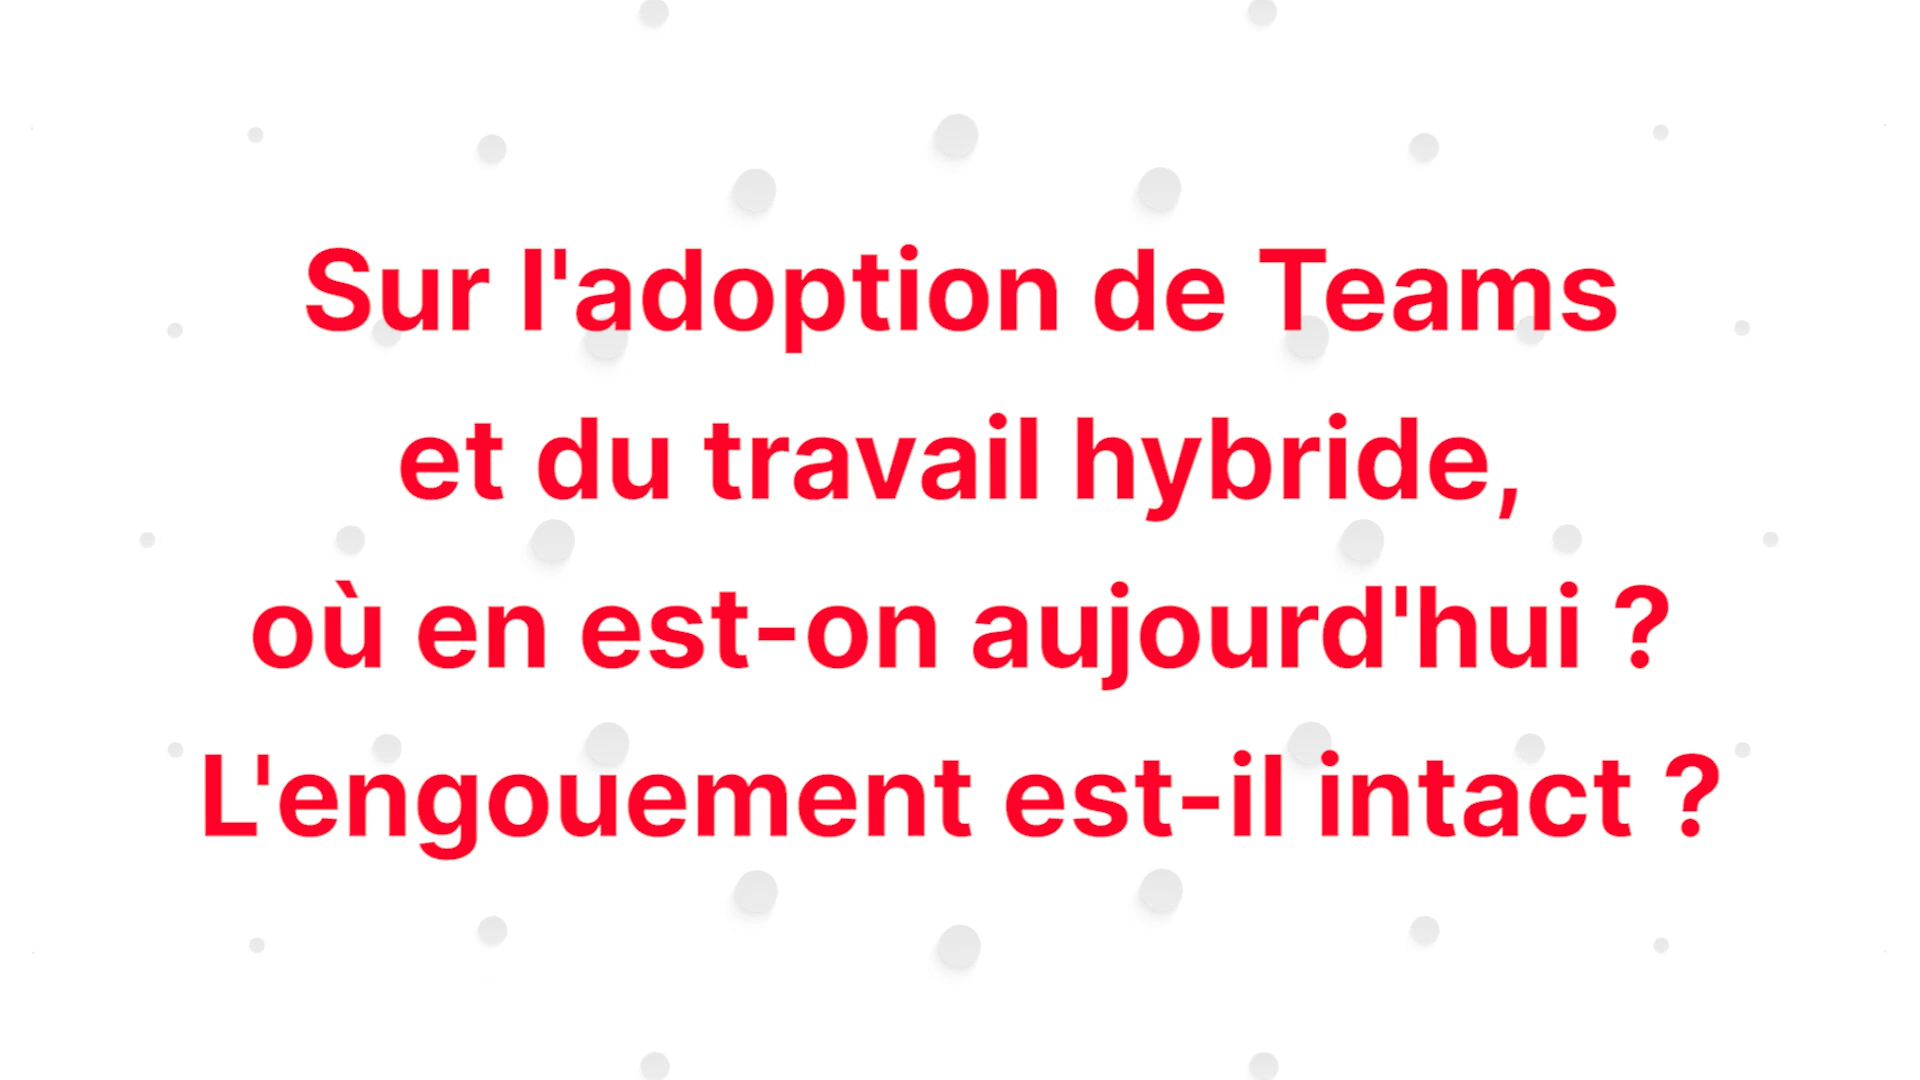 Sur l'adoption de Teams
et du travail hybride,
où en est-on aujourd'hui ?
L'engouement est-il intact ?